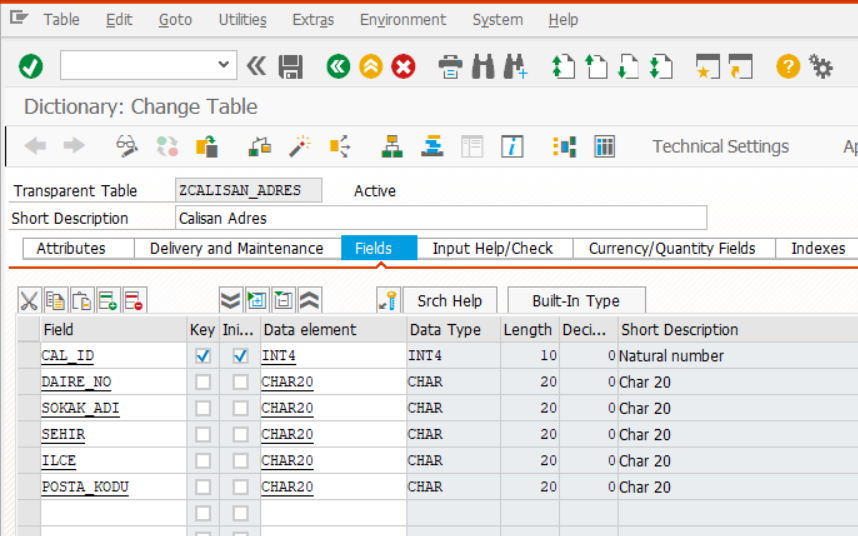 Table Edit Goto Utilities Extras Environment System Help
Dictionary: Change Table
Technical Settings
Transparent Table ZCALISAN_ADRES Active
Short Description Calisan Adres
Attributes Delivery and Maintenance Fields Input Help/Check Currency/Quantity Fields Indexes
Srch Help Built-In Type
Field Key Ini... Data element Data Type Length Deci... Short Description
CAL_ID INT4 INT4 10 0 Natural number
DAIRE_NO CHAR20 CHAR 20 0 Char 20
SOKAK_ADI CHAR20 CHAR 20 0 Char 20
SEHIR CHAR20 CHAR 20 0 Char 20
ILCE CHAR20 CHAR 20 0 Char 20
POSTA_KODU CHAR20 CHAR 20 0 Char 20